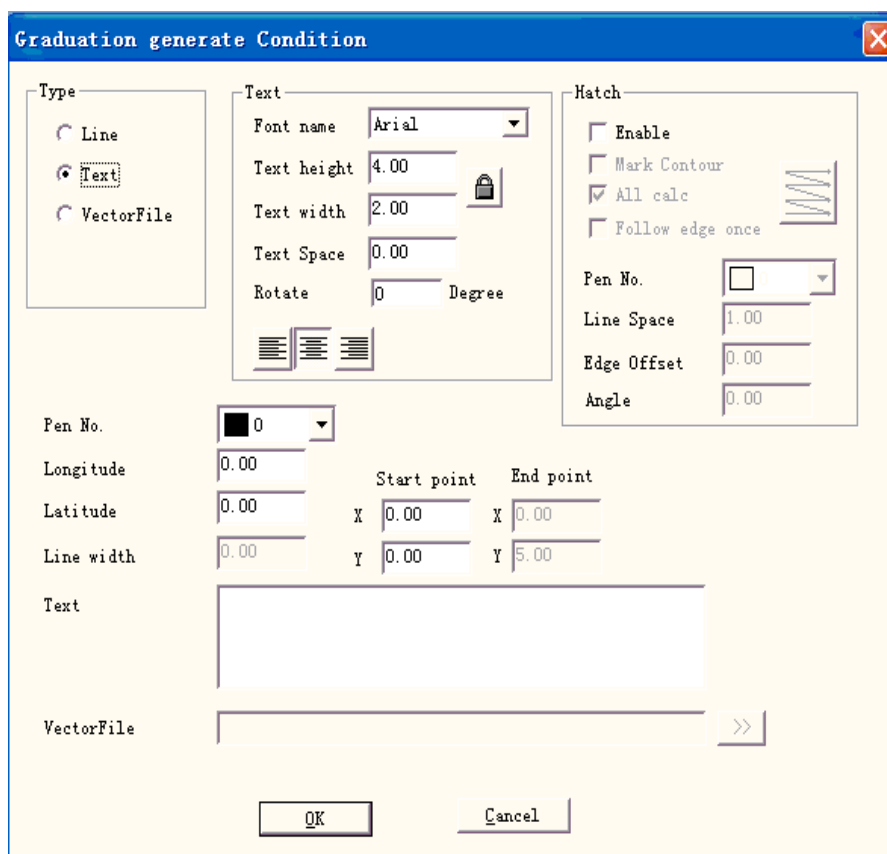 Graduation generate Condition
Type
Line
Text
VectorFile
Text
Font name Arial
Text height 4.00
Text width 2.00
Text Space 0.00
Rotate 0 Degree
Hatch
Enable
Mark Contour
All calc
Follow edge once
Pen No.
Line Space 1.00
Edge Offset 0.00
Angle 0.00
Pen No. 0
Longitude 0.00
Latitude 0.00
Line width 0.00
Start point End point
X 0.00 X 0.00
Y 0.00 Y 5.00
Text
VectorFile >>
OK Cancel